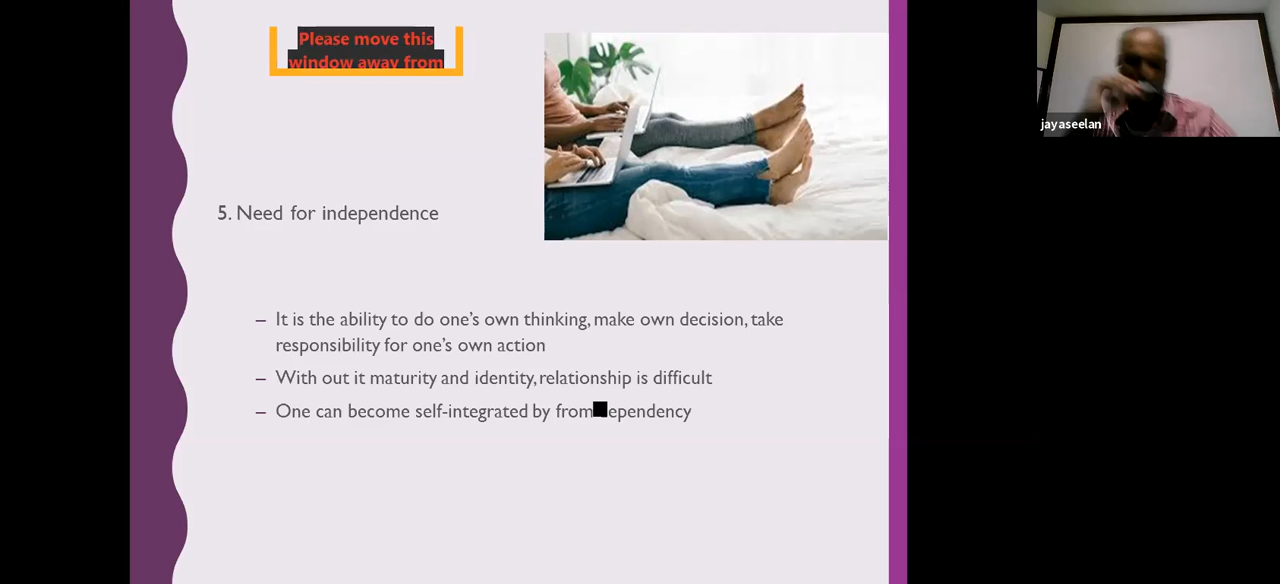 Please move this
window away from
jayaseelan
5. Need for independence
– It is the ability to do one's own thinking, make own decision, take
responsibility for one's own action
– With out it maturity and identity, relationship is difficult
– One can become self-integrated by from ependency